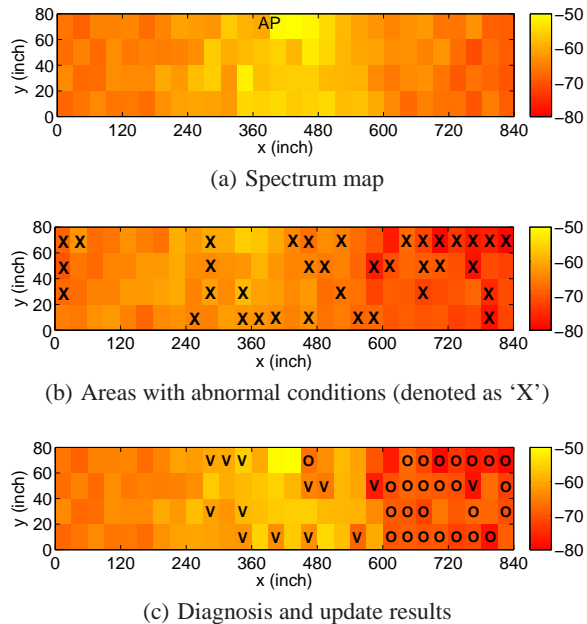 80
60
40
20
0
y (inch)
AP
0 120 240 360 480 600 720 840
x (inch)
−50
−60
−70
−80
(a) Spectrum map
80
60
40
20
0
y (inch)
X X X X X X X X X X X X X
X X X X X X X X X
X X X X X X
X X X X X X X X
0 120 240 360 480 600 720 840
x (inch)
−50
−60
−70
−80
(b) Areas with abnormal conditions (denoted as ‘X’)
80
60
40
20
0
y (inch)
V V V O O O O O O O O
V V V O O O O O V O
V V O O O O O
V V V V O O O O O O O
0 120 240 360 480 600 720 840
x (inch)
−50
−60
−70
−80
(c) Diagnosis and update results